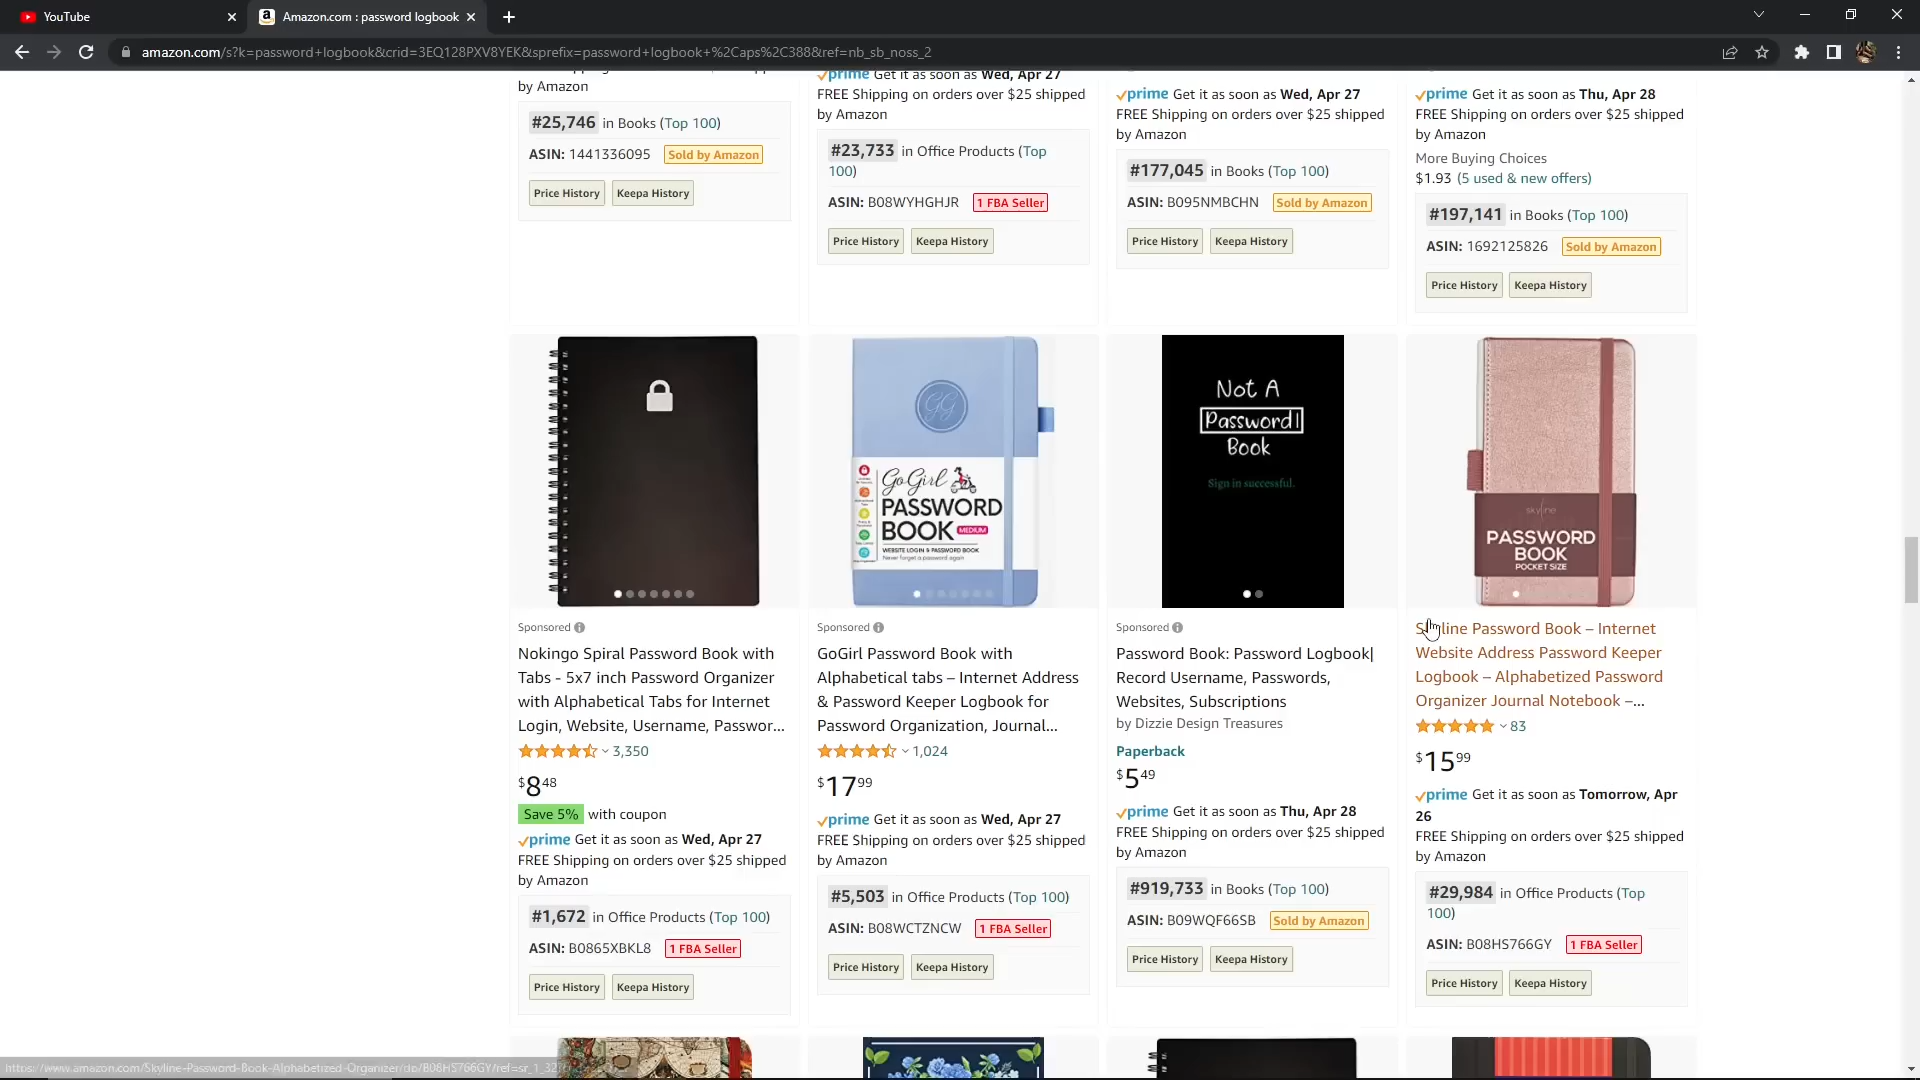 YouTube
Amazon.com : password logbook
amazon.com/s?k=password+logbook&crid=3EQ128PXV8YEK&sprefix=password+logbook+%2Caps%2C388&ref=nb_sb_noss_2
by Amazon
#25,746 in Books (Top 100)
ASIN: 1441336095 Sold by Amazon
Price History Keepa History
prime Get it as soon as Wed, Apr 27
FREE Shipping on orders over $25 shipped
by Amazon
#23,733 in Office Products (Top
100)
ASIN: B08WYHGHJR 1 FBA Seller
Price History Keepa History
prime Get it as soon as Wed, Apr 27
FREE Shipping on orders over $25 shipped
by Amazon
#177,045 in Books (Top 100)
ASIN: B095NMBCHN Sold by Amazon
Price History Keepa History
prime Get it as soon as Thu, Apr 28
FREE Shipping on orders over $25 shipped
by Amazon
More Buying Choices
$1.93 (5 used & new offers)
#197,141 in Books (Top 100)
ASIN: 1692125826 Sold by Amazon
Price History Keepa History
Sponsored
Nokingo Spiral Password Book with
Tabs - 5x7 inch Password Organizer
with Alphabetical Tabs for Internet
Login, Website, Username, Passwor...
3,350
$8 48
Save 5% with coupon
prime Get it as soon as Wed, Apr 27
FREE Shipping on orders over $25 shipped
by Amazon
#1,672 in Office Products (Top 100)
ASIN: B0865XBKL8 1 FBA Seller
Price History Keepa History
GG
GoGirl
PASSWORD
BOOK MEDIUM
WEBSITE LOGIN & PASSWORD BOOK
Never forget a password again
Sponsored
GoGirl Password Book with
Alphabetical tabs – Internet Address
& Password Keeper Logbook for
Password Organization, Journal...
1,024
$17 99
prime Get it as soon as Wed, Apr 27
FREE Shipping on orders over $25 shipped
by Amazon
#5,503 in Office Products (Top 100)
ASIN: B08WCTZNCW 1 FBA Seller
Price History Keepa History
Not A
Password|
Book
Sign in successful.
Sponsored
Password Book: Password Logbook|
Record Username, Passwords,
Websites, Subscriptions
by Dizzie Design Treasures
Paperback
$5 49
prime Get it as soon as Thu, Apr 28
FREE Shipping on orders over $25 shipped
by Amazon
#919,733 in Books (Top 100)
ASIN: B09WQF66SB Sold by Amazon
Price History Keepa History
skyline
PASSWORD
BOOK
POCKET SIZE
Skyline Password Book – Internet
Website Address Password Keeper
Logbook – Alphabetized Password
Organizer Journal Notebook –...
83
$15 99
prime Get it as soon as Tomorrow, Apr
26
FREE Shipping on orders over $25 shipped
by Amazon
#29,984 in Office Products (Top
100)
ASIN: B08HS766GY 1 FBA Seller
Price History Keepa History